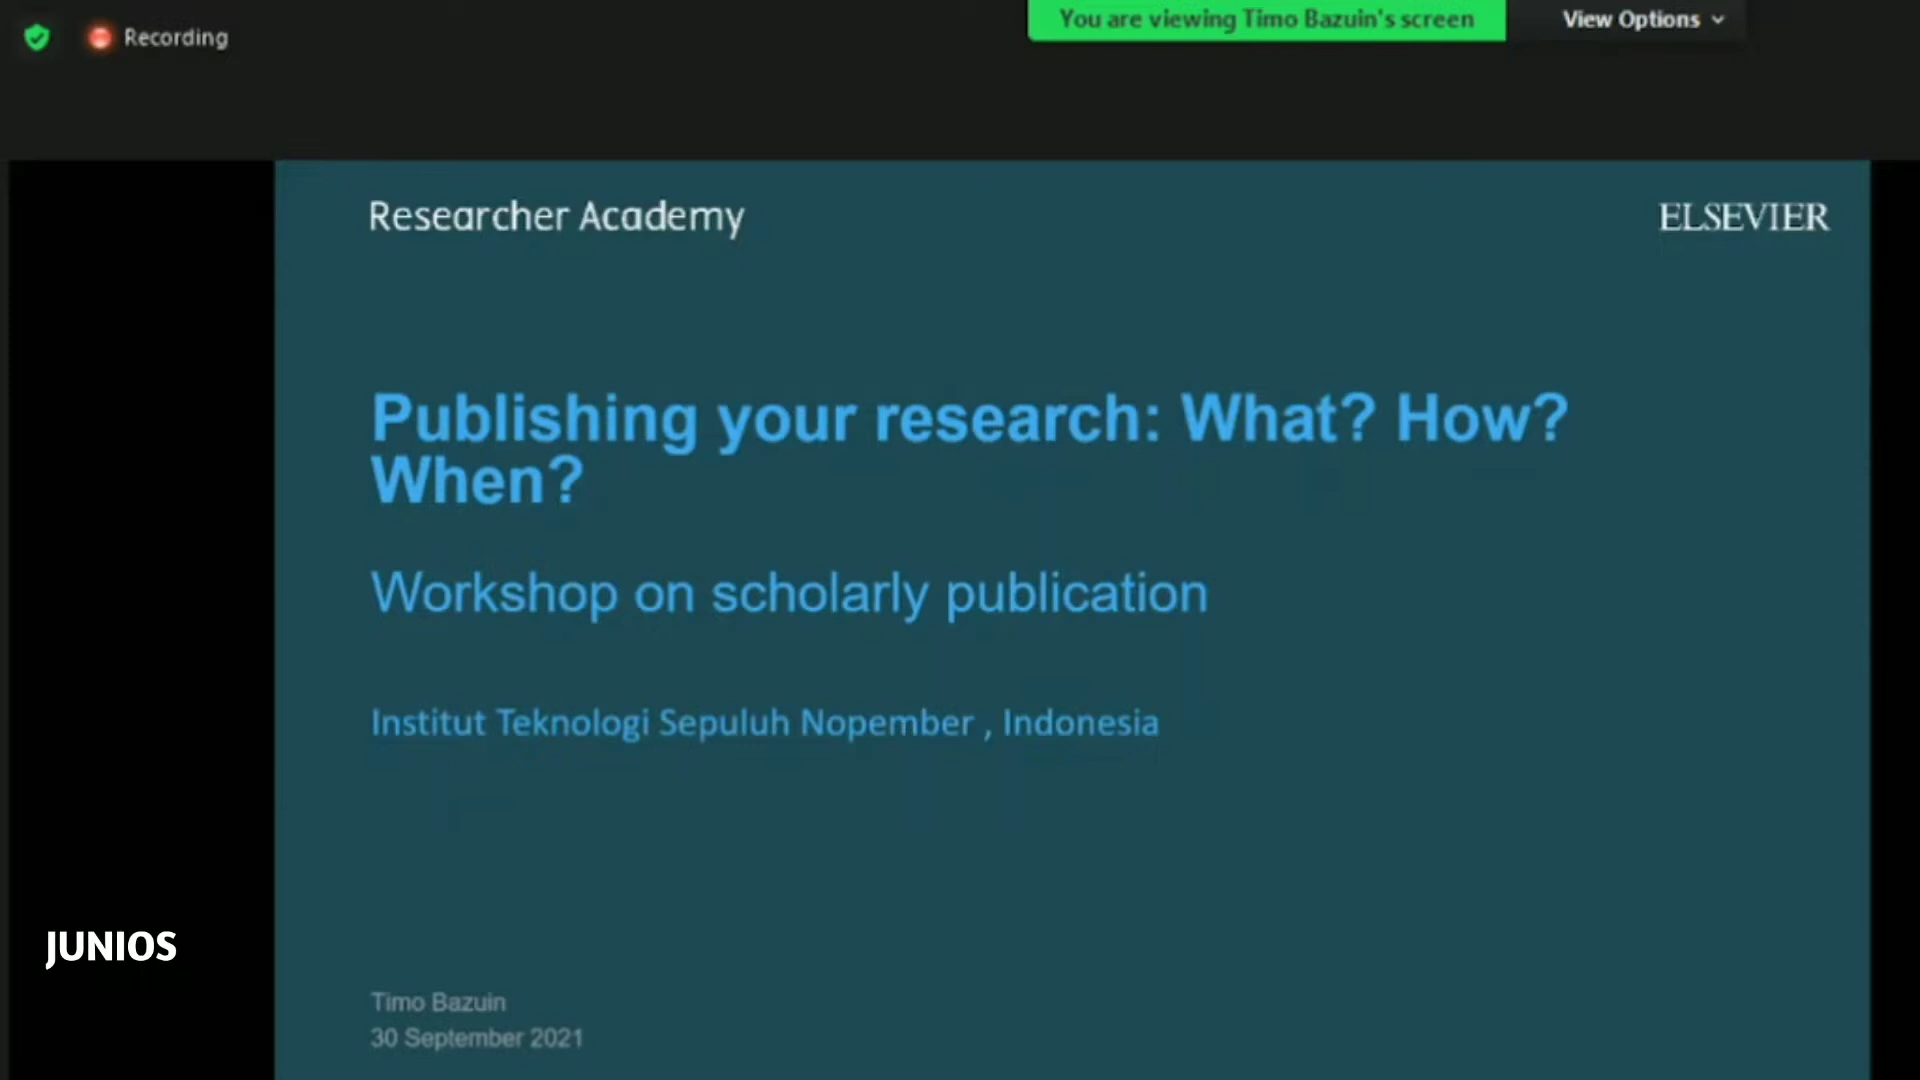 Recording
You are viewing Timo Bazuin's screen
View Options
Researcher Academy
ELSEVIER
Publishing your research: What? How?
When?
Workshop on scholarly publication
Institut Teknologi Sepuluh Nopember , Indonesia
JUNIOS
Timo Bazuin
30 September 2021